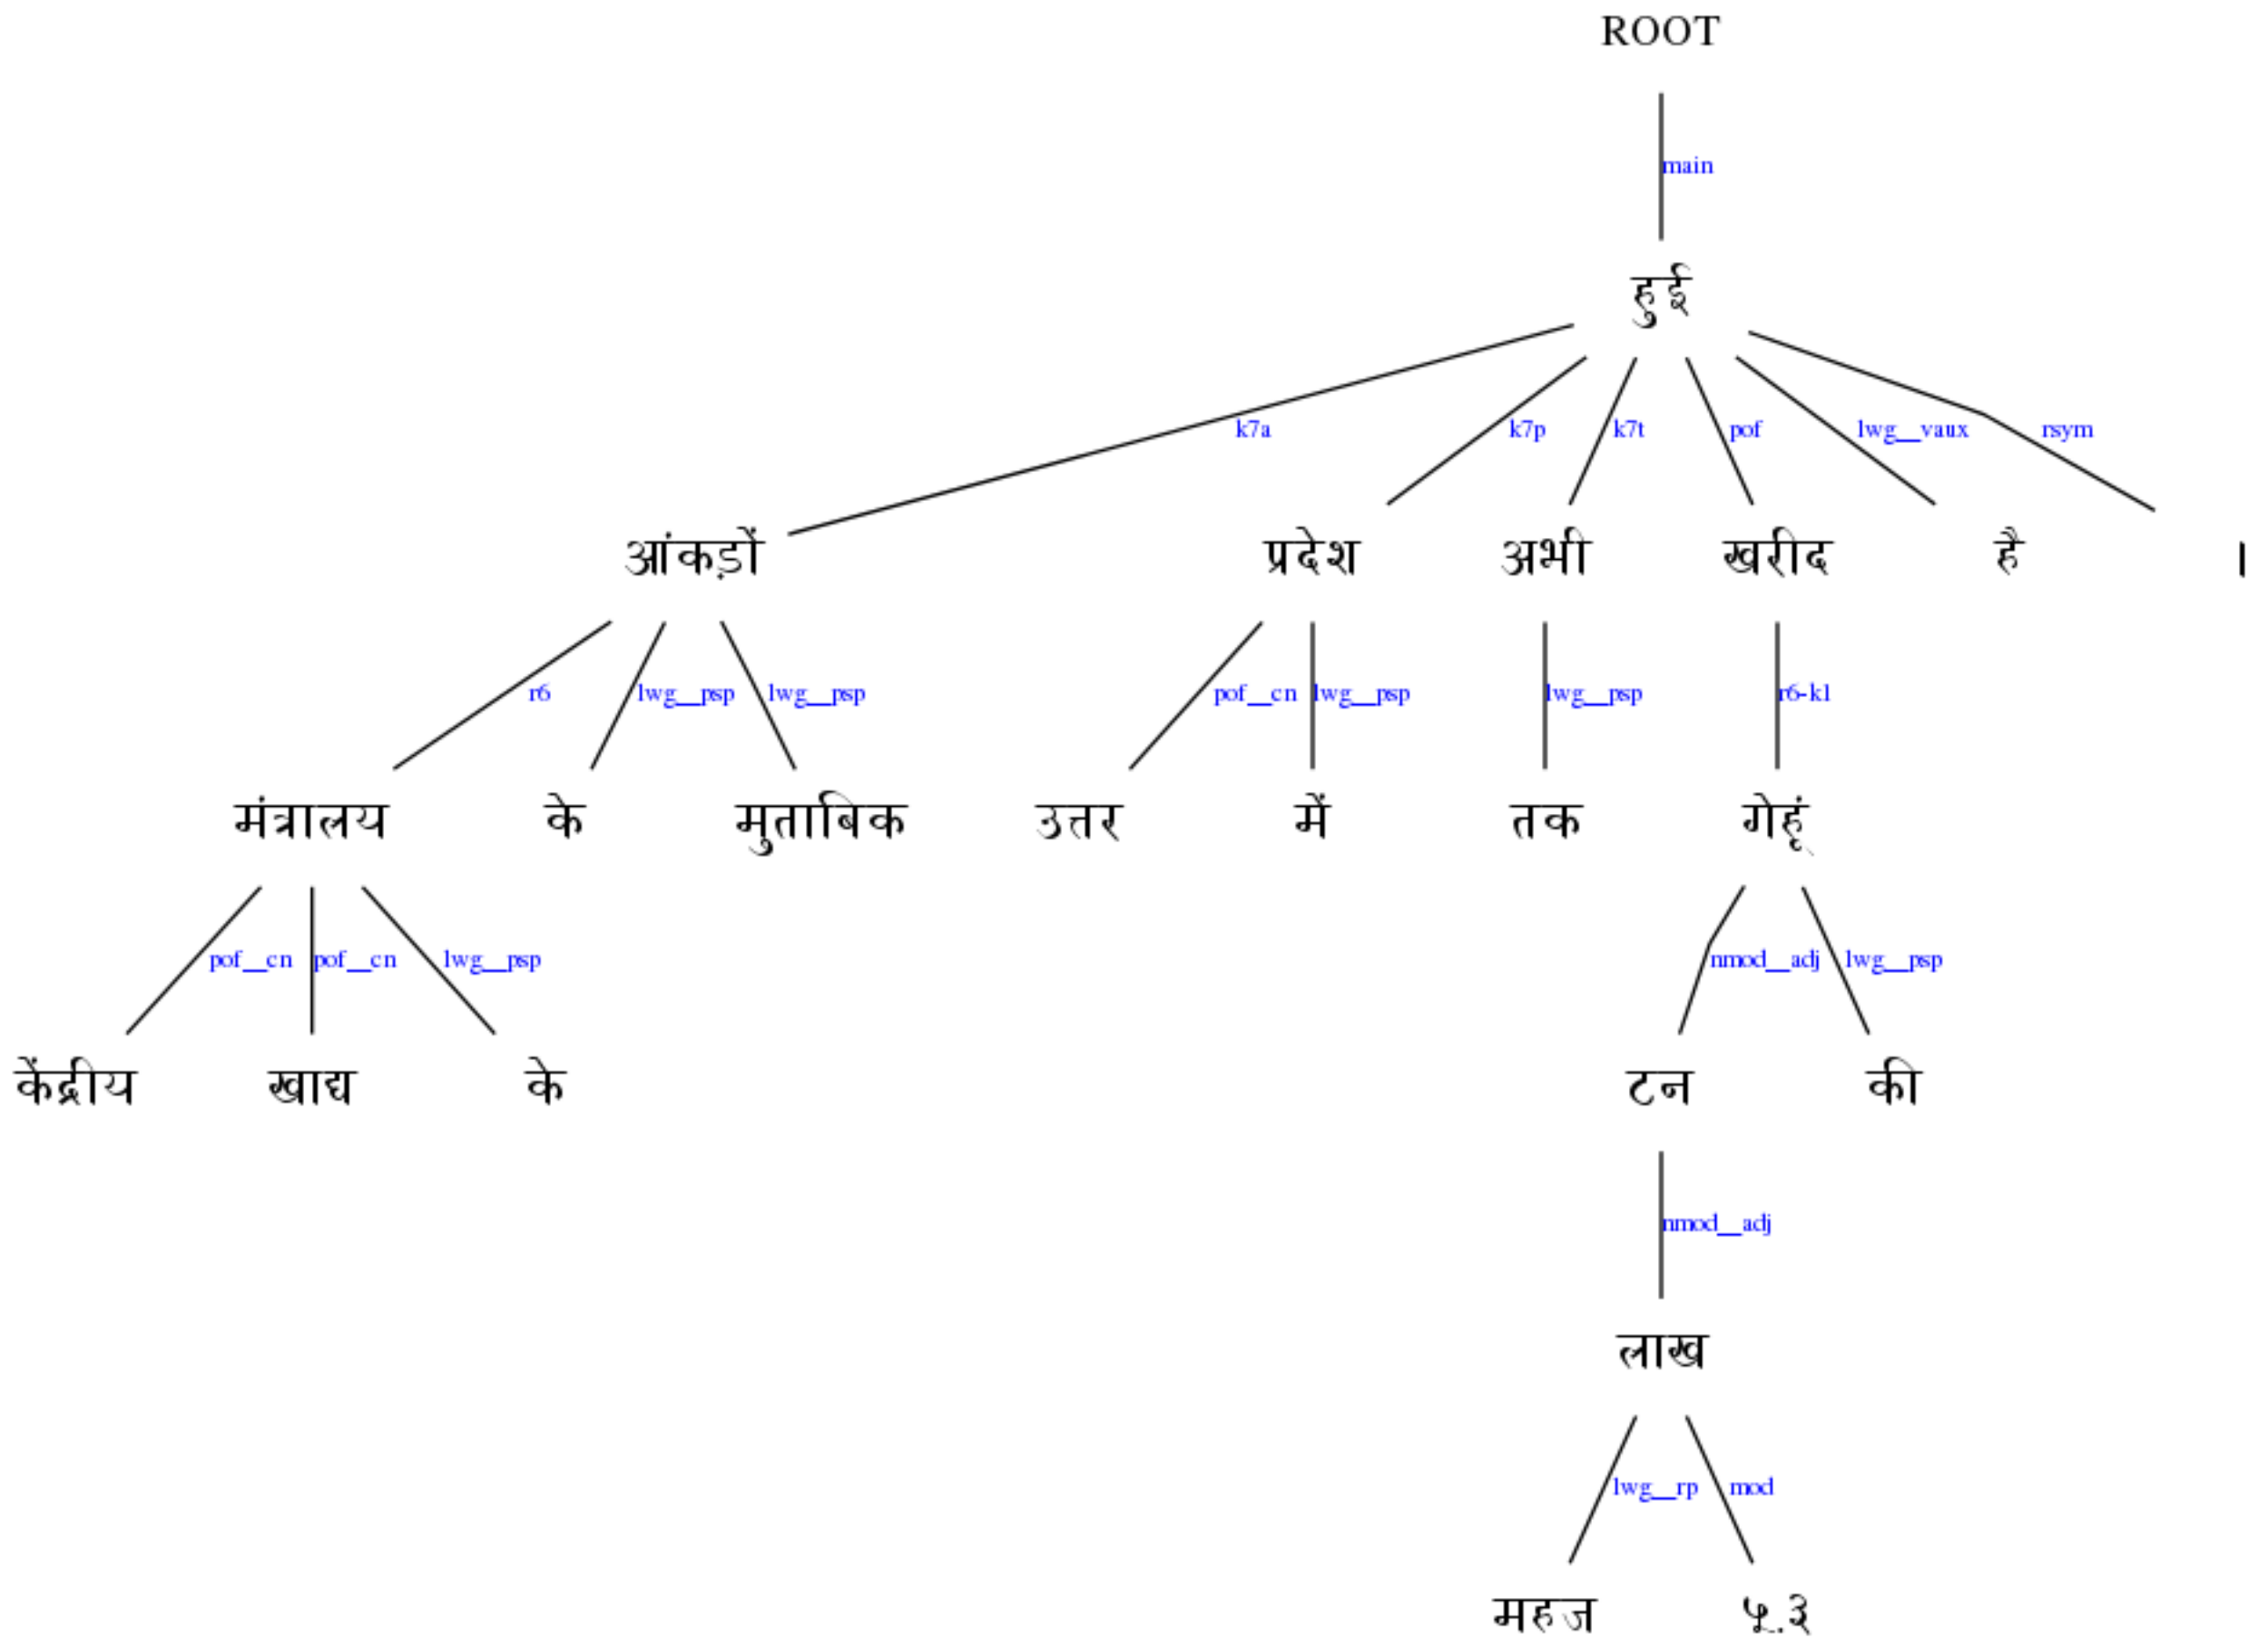 ROOT
main
हुई
k7a k7p k7t pof lwg__vaux rsym
आंकड़ों प्रदेश अभी खरीद है ।
r6 lwg__psp lwg__psp pof__cn lwg__psp lwg__psp r6-k1
मंत्रालय के मुताबिक उत्तर में तक गेहूं
pof__cn pof__cn lwg__psp nmod__adj lwg__psp
केंद्रीय खाद्य के टन की
nmod__adj
लाख
lwg__rp mod
महज ५.३